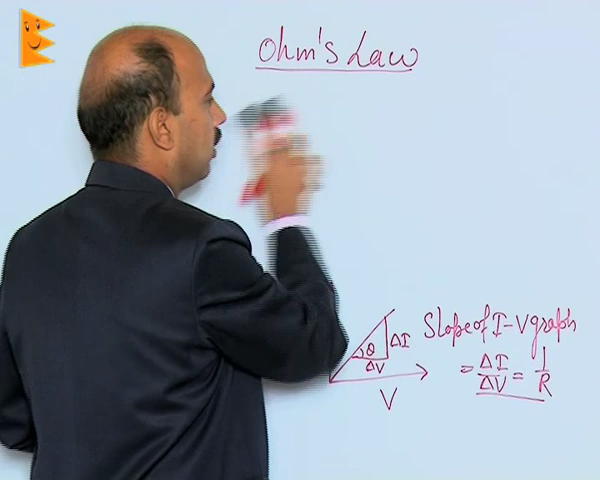 Ohm's Law
Slope of I-V graph
= ΔI/ΔV = 1/R
θ
ΔI
ΔV
V